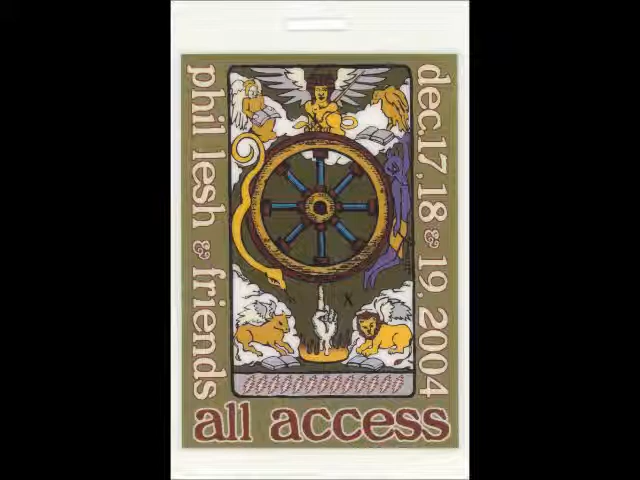 phil lesh & friends
dec. 17, 18 & 19, 2004
X
all access